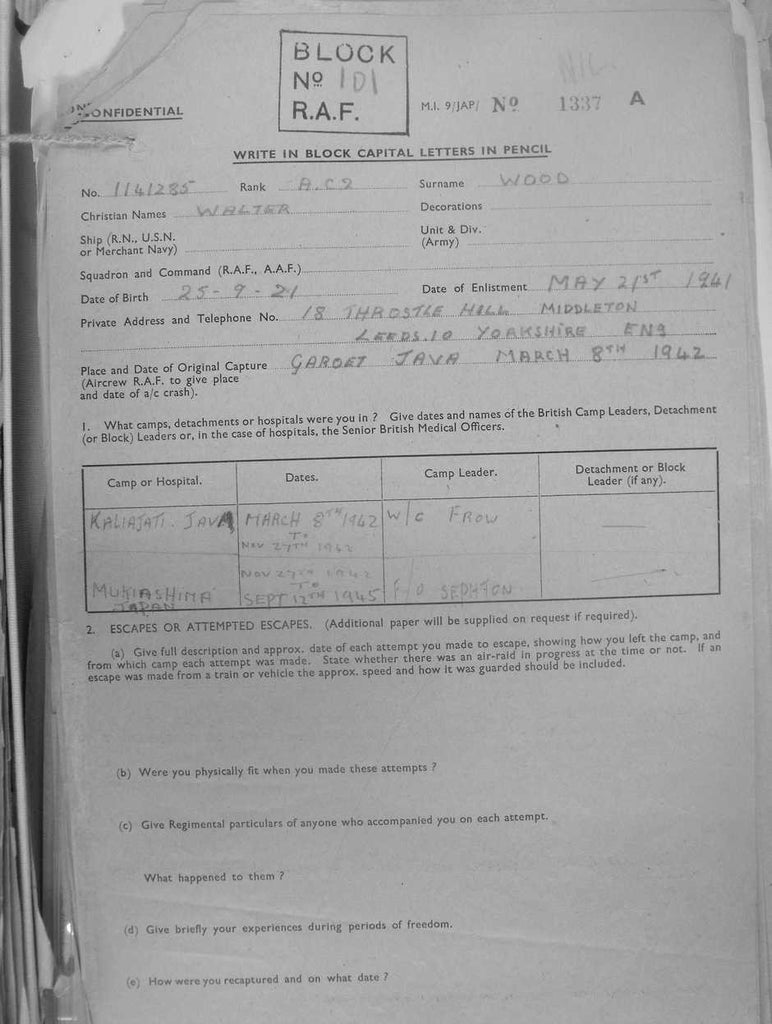 BLOCK
Nº 101
R.A.F.
NIL
CONFIDENTIAL
M.I. 9/JAP/ Nº 1337 A
WRITE IN BLOCK CAPITAL LETTERS IN PENCIL
No. 1141285 Rank A.C2 Surname WOOD
Christian Names WALTER Decorations
Ship (R.N., U.S.N. or Merchant Navy) Unit & Div. (Army)
Squadron and Command (R.A.F., A.A.F.)
Date of Birth 25-9-21 Date of Enlistment MAY 21ST 1941
Private Address and Telephone No. 18 THROSTLE HILL MIDDLETON
LEEDS.10 YORKSHIRE ENG
Place and Date of Original Capture GAROET JAVA MARCH 8TH 1942
(Aircrew R.A.F. to give place
and date of a/c crash).
1. What camps, detachments or hospitals were you in ? Give dates and names of the British Camp Leaders, Detachment
(or Block) Leaders or, in the case of hospitals, the Senior British Medical Officers.
Camp or Hospital. Dates. Camp Leader. Detachment or Block Leader (if any).
KALIAJATI. JAVA MARCH 8TH 1942 W/C FROW
TO
NOV 27TH 1942
NOV 27TH 1942
TO
MUKIASHIMA JAPAN SEPT 12TH 1945 F/O SEPHTON
2. ESCAPES OR ATTEMPTED ESCAPES. (Additional paper will be supplied on request if required).
(a) Give full description and approx. date of each attempt you made to escape, showing how you left the camp, and
from which camp each attempt was made. State whether there was an air-raid in progress at the time or not. If an
escape was made from a train or vehicle the approx. speed and how it was guarded should be included.
(b) Were you physically fit when you made these attempts ?
(c) Give Regimental particulars of anyone who accompanied you on each attempt.
What happened to them ?
(d) Give briefly your experiences during periods of freedom.
(e) How were you recaptured and on what date ?